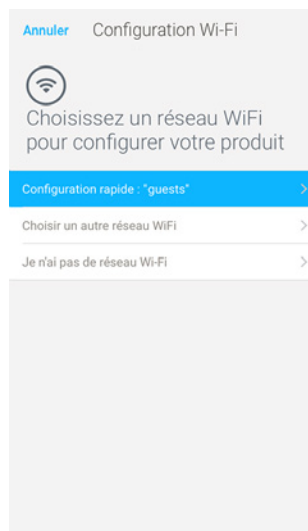 Annuler Configuration Wi-Fi
Choisissez un réseau WiFi
pour configurer votre produit
Configuration rapide : "guests"
Choisir un autre réseau WiFi
Je n'ai pas de réseau Wi-Fi